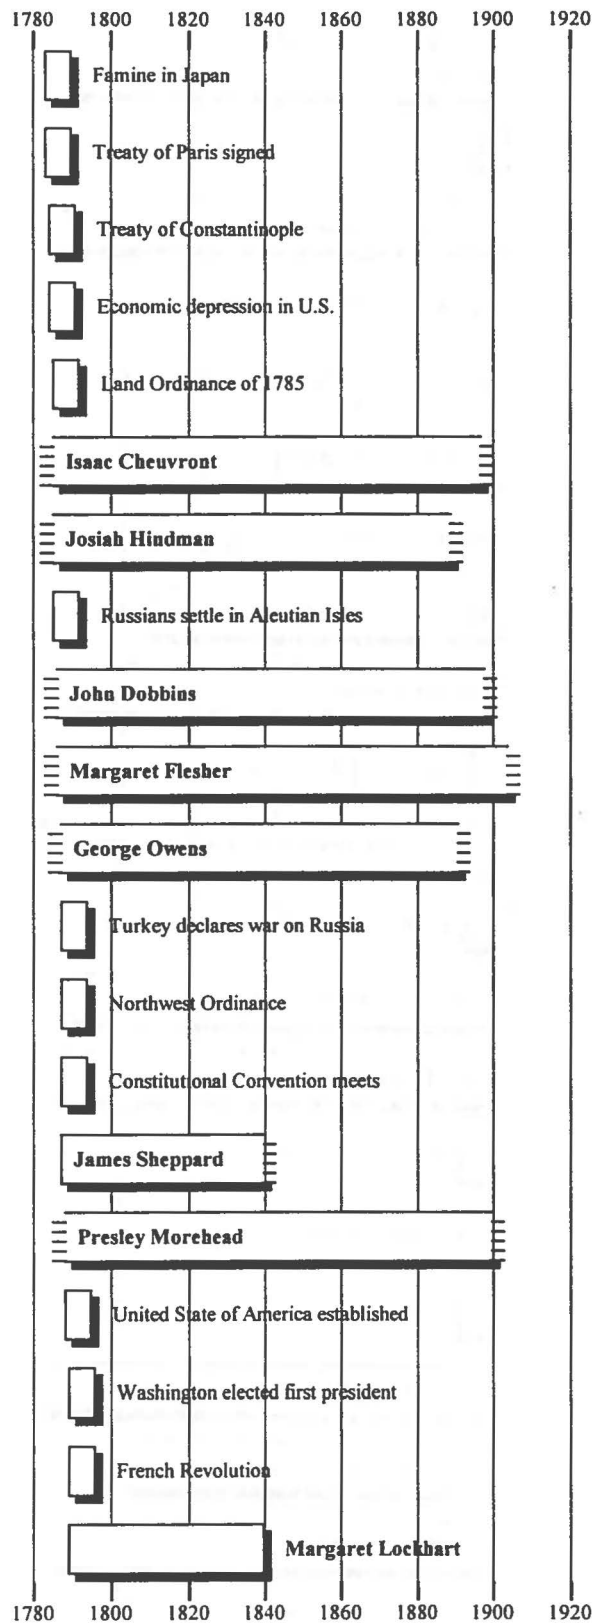 1780 1800 1820 1840 1860 1880 1900 1920
Famine in Japan
Treaty of Paris signed
Treaty of Constantinople
Economic depression in U.S.
Land Ordinance of 1785
Isaac Cheuvront
Josiah Hindman
Russians settle in Aleutian Isles
John Dobbins
Margaret Flesher
George Owens
Turkey declares war on Russia
Northwest Ordinance
Constitutional Convention meets
James Sheppard
Presley Morehead
United State of America established
Washington elected first president
French Revolution
Margaret Lockhart
1780 1800 1820 1840 1860 1880 1900 1920